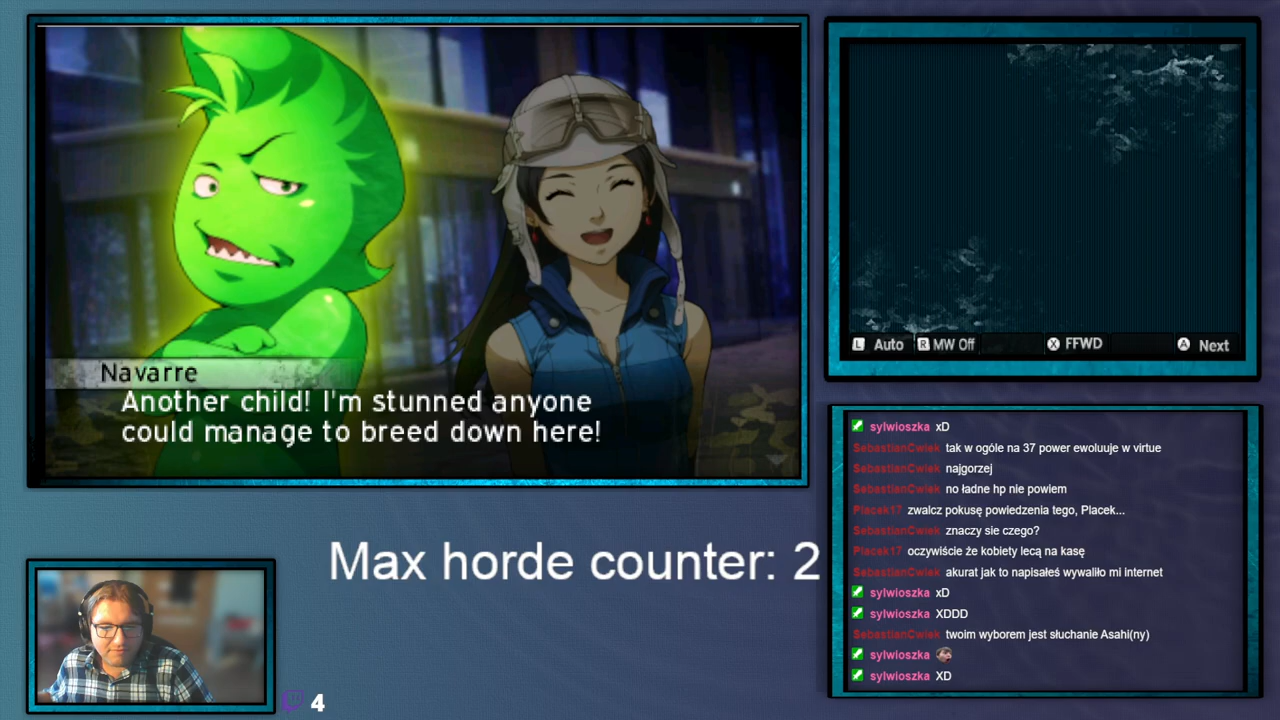 Navarre
Another child! I'm stunned anyone
could manage to breed down here!
L Auto R MW Off X FFWD A Next
Max horde counter: 2
4
sylwioszka xD
SebastianCwiek tak w ogóle na 37 power ewoluuje w virtue
SebastianCwiek najgorzej
SebastianCwiek no ładne hp nie powiem
Placek17 zwalcz pokusę powiedzenia tego, Placek...
SebastianCwiek znaczy sie czego?
Placek17 oczywiście że kobiety lecą na kasę
SebastianCwiek akurat jak to napisałeś wywaliło mi internet
sylwioszka xD
sylwioszka XDDD
SebastianCwiek twoim wyborem jest słuchanie Asahi(ny)
sylwioszka
sylwioszka XD